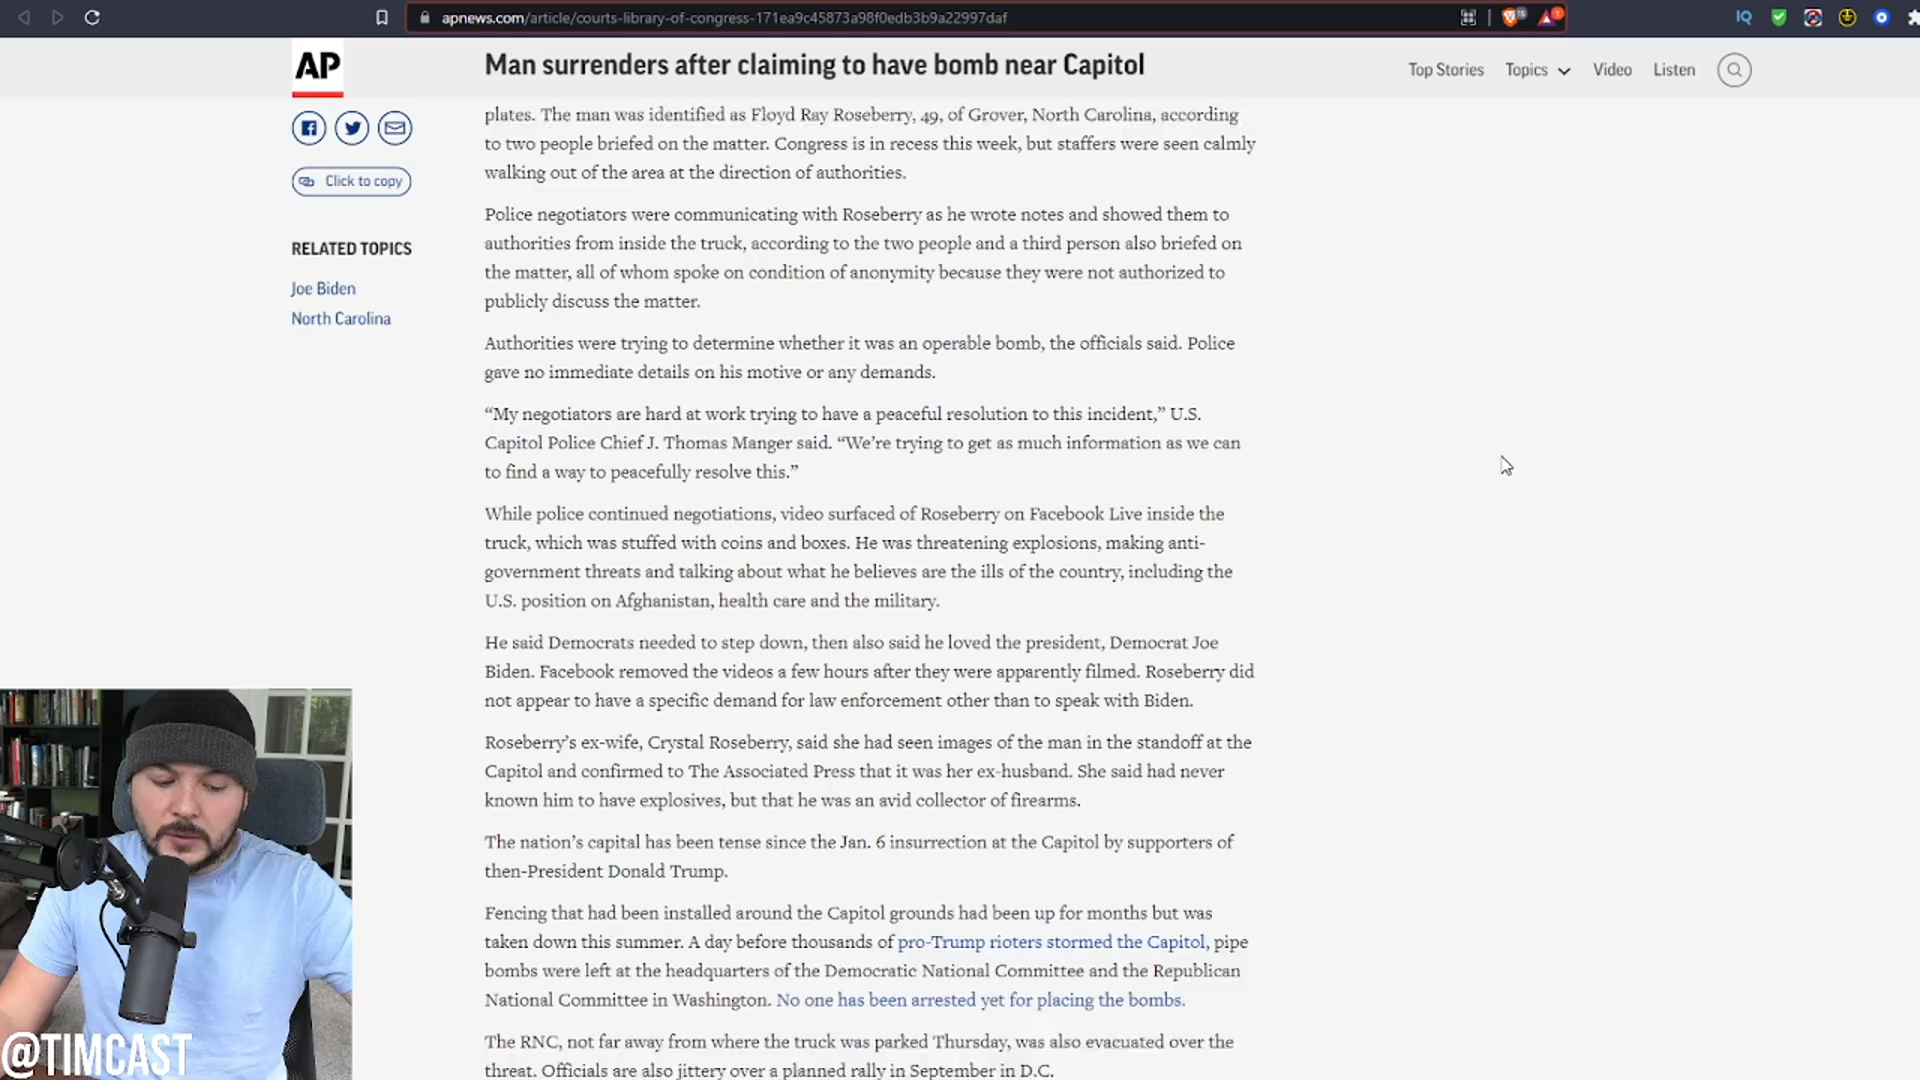 apnews.com/article/courts-library-of-congress-171ea9c45873a98f0edb3b9a22997daf
IQ
AP
Man surrenders after claiming to have bomb near Capitol
Top Stories
Topics
Video
Listen
Click to copy
RELATED TOPICS
Joe Biden
North Carolina
plates. The man was identified as Floyd Ray Roseberry, 49, of Grover, North Carolina, according
to two people briefed on the matter. Congress is in recess this week, but staffers were seen calmly
walking out of the area at the direction of authorities.
Police negotiators were communicating with Roseberry as he wrote notes and showed them to
authorities from inside the truck, according to the two people and a third person also briefed on
the matter, all of whom spoke on condition of anonymity because they were not authorized to
publicly discuss the matter.
Authorities were trying to determine whether it was an operable bomb, the officials said. Police
gave no immediate details on his motive or any demands.
“My negotiators are hard at work trying to have a peaceful resolution to this incident,” U.S.
Capitol Police Chief J. Thomas Manger said. “We’re trying to get as much information as we can
to find a way to peacefully resolve this.”
While police continued negotiations, video surfaced of Roseberry on Facebook Live inside the
truck, which was stuffed with coins and boxes. He was threatening explosions, making anti-
government threats and talking about what he believes are the ills of the country, including the
U.S. position on Afghanistan, health care and the military.
He said Democrats needed to step down, then also said he loved the president, Democrat Joe
Biden. Facebook removed the videos a few hours after they were apparently filmed. Roseberry did
not appear to have a specific demand for law enforcement other than to speak with Biden.
Roseberry’s ex-wife, Crystal Roseberry, said she had seen images of the man in the standoff at the
Capitol and confirmed to The Associated Press that it was her ex-husband. She said had never
known him to have explosives, but that he was an avid collector of firearms.
The nation’s capital has been tense since the Jan. 6 insurrection at the Capitol by supporters of
then-President Donald Trump.
Fencing that had been installed around the Capitol grounds had been up for months but was
taken down this summer. A day before thousands of pro-Trump rioters stormed the Capitol, pipe
bombs were left at the headquarters of the Democratic National Committee and the Republican
National Committee in Washington. No one has been arrested yet for placing the bombs.
The RNC, not far away from where the truck was parked Thursday, was also evacuated over the
threat. Officials are also jittery over a planned rally in September in D.C.
@TIMCAST